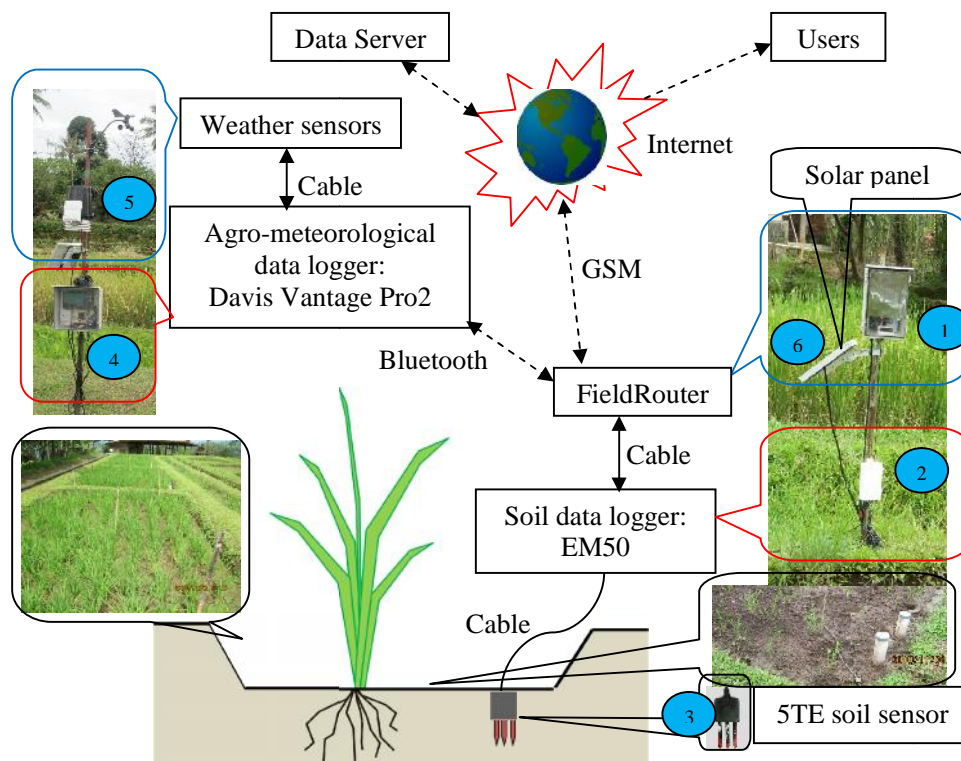 Data Server
Users
Weather sensors
Internet
Cable
Solar panel
5
Agro-meteorological
data logger:
Davis Vantage Pro2
GSM
1
6
4
Bluetooth
FieldRouter
Cable
2
Soil data logger:
EM50
Cable
3
5TE soil sensor